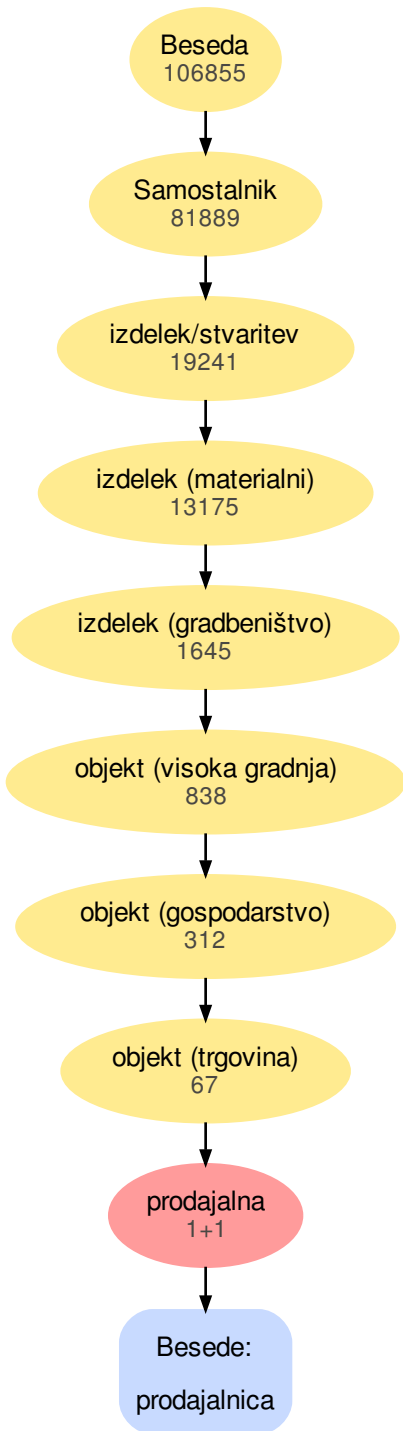 Beseda
106855
Samostalnik
81889
izdelek/stvaritev
19241
izdelek (materialni)
13175
izdelek (gradbeništvo)
1645
objekt (visoka gradnja)
838
objekt (gospodarstvo)
312
objekt (trgovina)
67
prodajalna
1+1
Besede:
prodajalnica